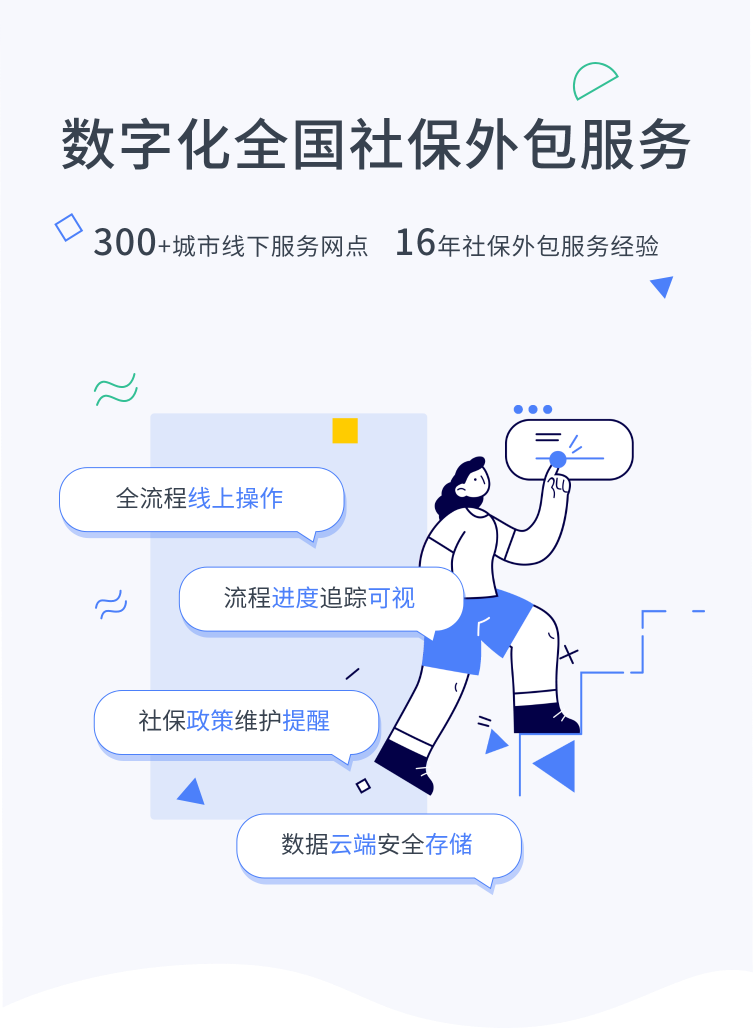 数字化全国社保外包服务
300+城市线下服务网点 16年社保外包服务经验
全流程线上操作
流程进度追踪可视
社保政策维护提醒
数据云端安全存储